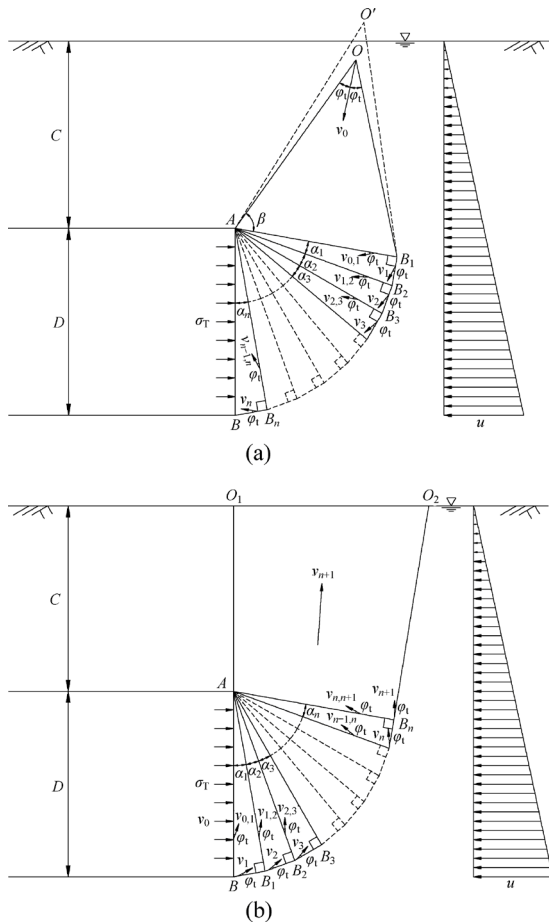 O′
O
φt φt
v0
C
A
β
α1
α2
α3
αn
v0,1 φt
B1
v1 φt
v1,2 φt
B2
v2 φt
v2,3 φt
B3
v3
D
σT
vn−1,n
φt
vn
φt
B
Bn
u
(a)
O1
O2
C
vn+1
A
αn
vn,n+1
φt
vn+1
φt
vn−1,n
φt
Bn
vn φt
D
α1 α2 α3
σT
v0
v0,1
φt
v1,2
φt
v2,3
φt
v1
v2
v3
B3
φt
B2
φt
B1
φt
B
u
(b)